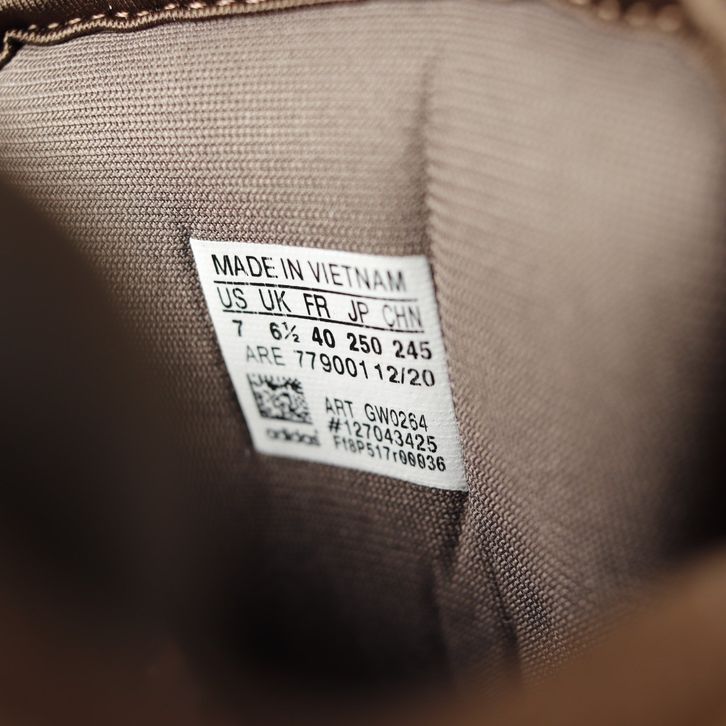 MADE IN VIETNAM
US UK FR JP CHN
7 6½ 40 250 245
ARE 77900112/20
ART GW0264
#127043425
Ff8P517r00036
adidas